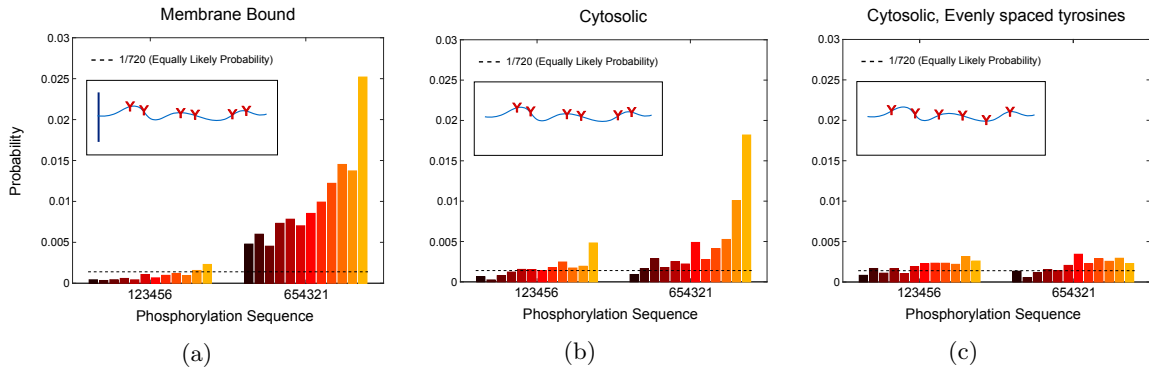 Membrane Bound
0.03
0.025
0.02
0.015
0.01
0.005
0
Probability
1/720 (Equally Likely Probability)
Y Y Y Y Y Y
123456 654321
Phosphorylation Sequence
(a)
Cytosolic
0.03
0.025
0.02
0.015
0.01
0.005
0
1/720 (Equally Likely Probability)
Y Y Y Y Y Y
123456 654321
Phosphorylation Sequence
(b)
Cytosolic, Evenly spaced tyrosines
0.03
0.025
0.02
0.015
0.01
0.005
0
1/720 (Equally Likely Probability)
Y Y Y Y Y Y
123456 654321
Phosphorylation Sequence
(c)